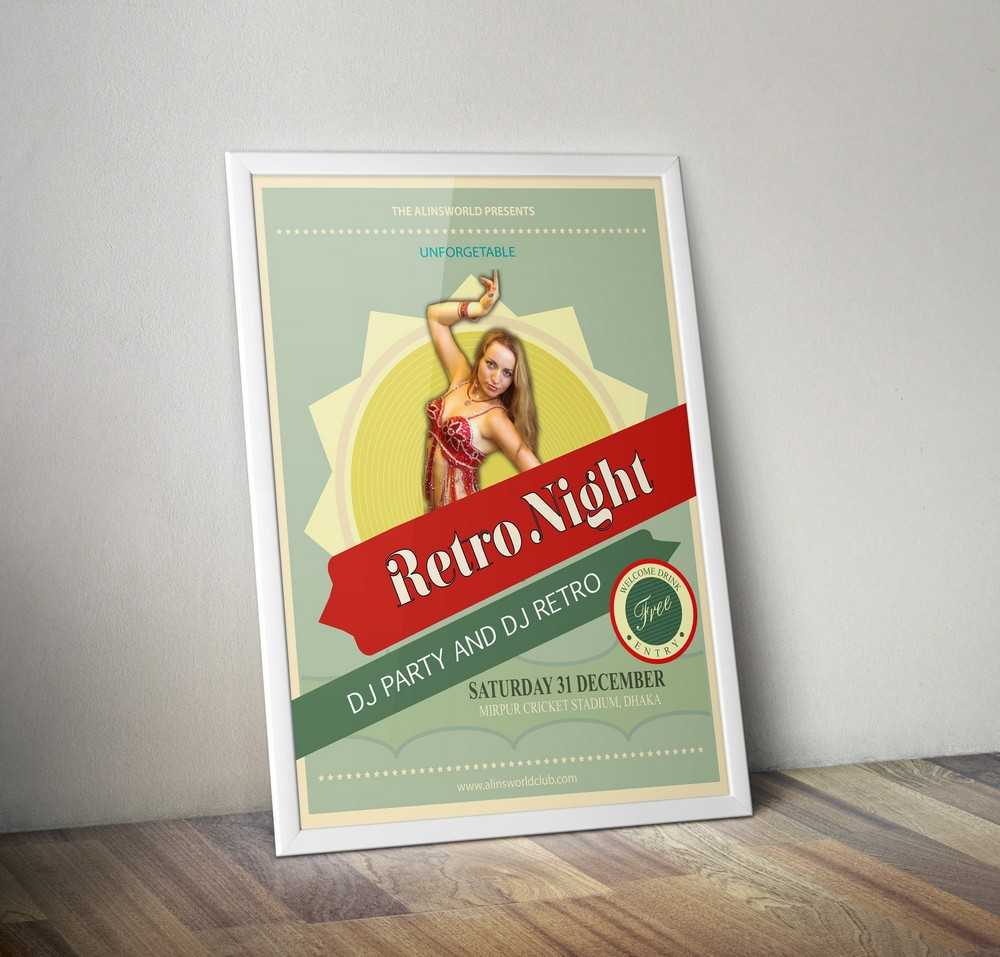 THE ALINSWORLD PRESENTS
UNFORGETABLE
Retro Night
DJ PARTY AND DJ RETRO
WELCOME DRINK
Free
ENTRY
SATURDAY 31 DECEMBER
MIRPUR CRICKET STADIUM, DHAKA
www.alinsworldclub.com